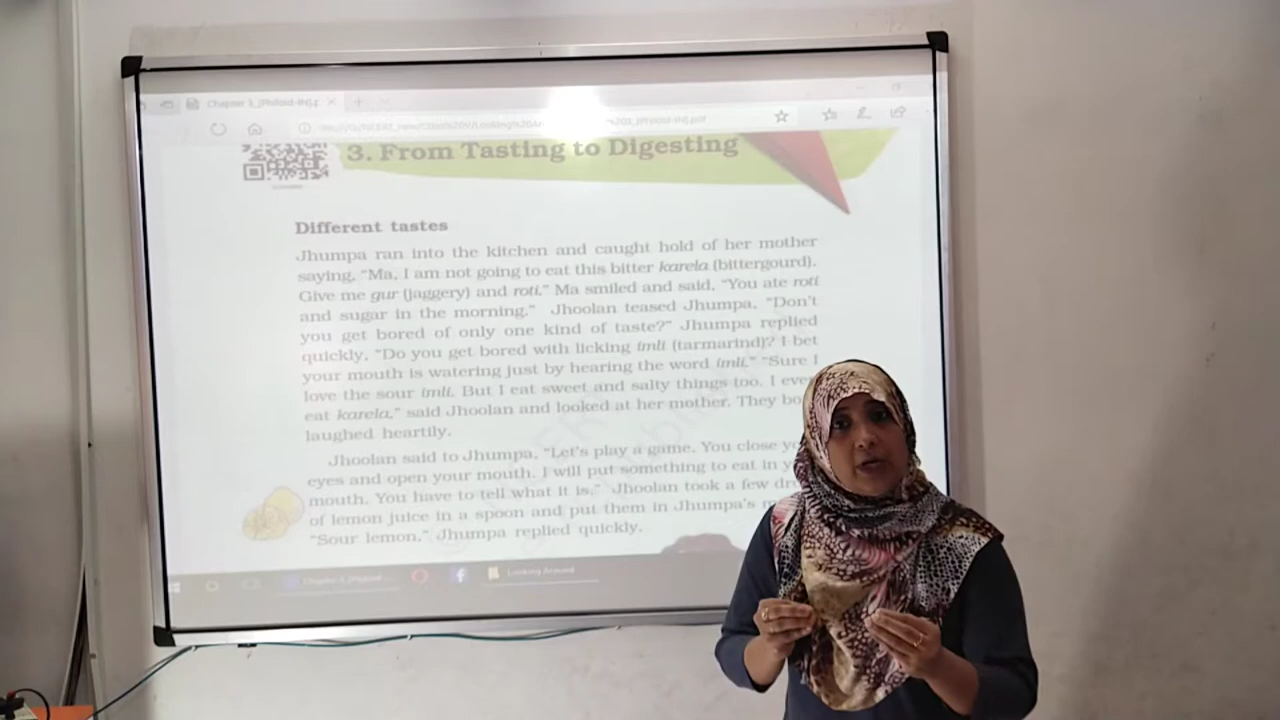 Chapter 3_(Phifold-Ih).p
3. From Tasting to Digesting
Different tastes
Jhumpa ran into the kitchen and caught hold of her mother
saying, "Ma, I am not going to eat this bitter karela (bittergourd).
Give me gur (jaggery) and roti." Ma smiled and said, "You ate roti
and sugar in the morning." Jhoolan teased Jhumpa, "Don't
you get bored of only one kind of taste?" Jhumpa replied
quickly, "Do you get bored with licking imli (tarmarind)? I bet
your mouth is watering just by hearing the word imli." "Sure I
love the sour imli. But I eat sweet and salty things too. I even
eat karela," said Jhoolan and looked at her mother. They
laughed heartily.
Jhoolan said to Jhumpa, "Let's play a game. You close
eyes and open your mouth. I will put something to eat in
mouth. You have to tell what it is." Jhoolan took a few
of lemon juice in a spoon and put them in Jhumpa's
"Sour lemon," Jhumpa replied quickly.
Looking Around